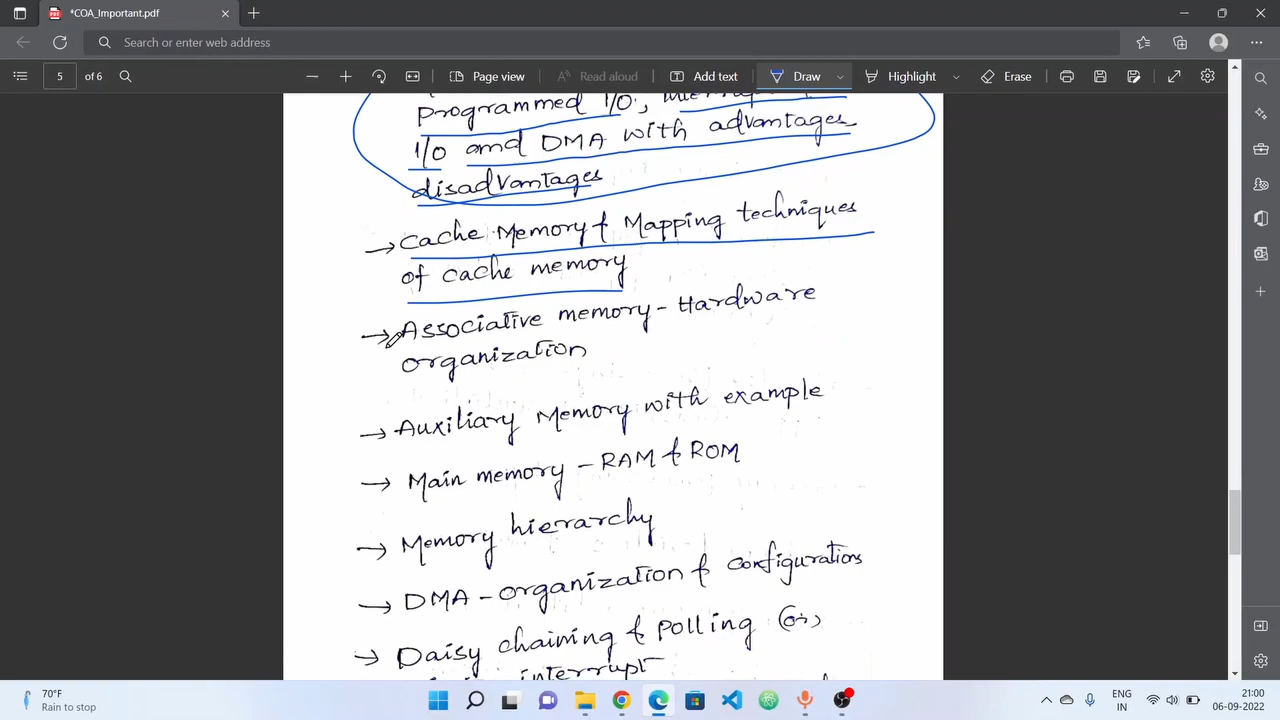 *COA_Important.pdf
Search or enter web address
5 of 6
Page view
Read aloud
Add text
Draw
Highlight
Erase
programmed I/O,
I/O and DMA with advantages
disadvantages
→ Cache Memory & Mapping techniques
of cache memory
→ Associative memory - Hardware
organization
→ Auxiliary Memory with example
→ Main memory - RAM & ROM
→ Memory hierarchy
→ DMA - organization & configurations
→ Daisy chaining & Polling (or)
interrupt
70°F
Rain to stop
ENG
IN
21:00
06-09-2022